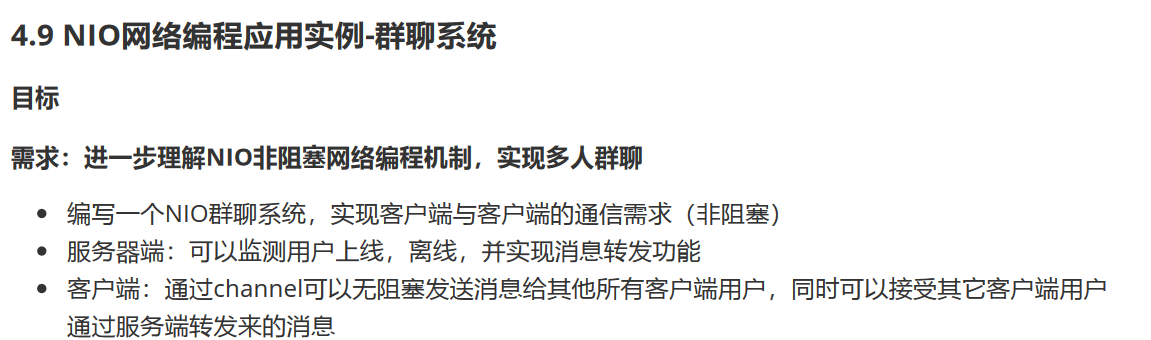 4.9 NIO网络编程应用实例-群聊系统
目标
需求：进一步理解NIO非阻塞网络编程机制，实现多人群聊
编写一个NIO群聊系统，实现客户端与客户端的通信需求（非阻塞）
服务器端：可以监测用户上线，离线，并实现消息转发功能
客户端：通过channel可以无阻塞发送消息给其他所有客户端用户，同时可以接受其它客户端用户
通过服务端转发来的消息